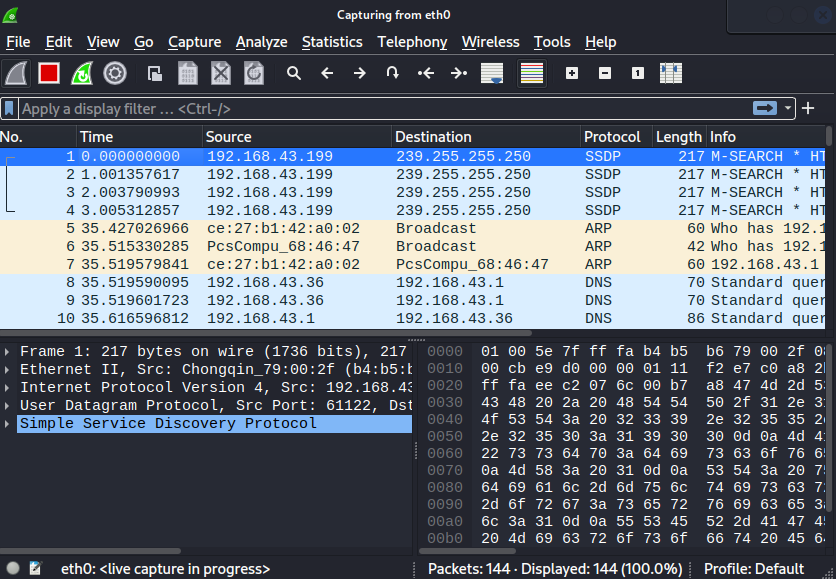 Capturing from eth0
File Edit View Go Capture Analyze Statistics Telephony Wireless Tools Help
Apply a display filter … <Ctrl-/>
No. Time Source Destination Protocol Length Info
1 0.000000000 192.168.43.199 239.255.255.250 SSDP 217 M-SEARCH * HT
2 1.001357617 192.168.43.199 239.255.255.250 SSDP 217 M-SEARCH * HT
3 2.003790993 192.168.43.199 239.255.255.250 SSDP 217 M-SEARCH * HT
4 3.005312857 192.168.43.199 239.255.255.250 SSDP 217 M-SEARCH * HT
5 35.427026966 ce:27:b1:42:a0:02 Broadcast ARP 60 Who has 192.1
6 35.515330285 PcsCompu_68:46:47 Broadcast ARP 42 Who has 192.1
7 35.519579841 ce:27:b1:42:a0:02 PcsCompu_68:46:47 ARP 60 192.168.43.1
8 35.519590095 192.168.43.36 192.168.43.1 DNS 70 Standard quer
9 35.519601723 192.168.43.36 192.168.43.1 DNS 70 Standard quer
10 35.616596812 192.168.43.1 192.168.43.36 DNS 86 Standard quer
Frame 1: 217 bytes on wire (1736 bits), 217
Ethernet II, Src: Chongqin_79:00:2f (b4:b5:b
Internet Protocol Version 4, Src: 192.168.43
User Datagram Protocol, Src Port: 61122, Dst
Simple Service Discovery Protocol
0000 01 00 5e 7f ff fa b4 b5 b6 79 00 2f 08
0010 00 cb e9 d0 00 00 01 11 f2 e7 c0 a8 2b
0020 ff fa ee c2 07 6c 00 b7 a8 47 4d 2d 53
0030 43 48 20 2a 20 48 54 54 50 2f 31 2e 31
0040 4f 53 54 3a 20 32 33 39 2e 32 35 35 2e
0050 2e 32 35 30 3a 31 39 30 30 0d 0a 4d 41
0060 22 73 73 64 70 3a 64 69 73 63 6f 76 65
0070 0a 4d 58 3a 20 31 0d 0a 53 54 3a 20 75
0080 64 69 61 6c 2d 6d 75 6c 74 69 73 63 72
0090 2d 6f 72 67 3a 73 65 72 76 69 63 65 3a
00a0 6c 3a 31 0d 0a 55 53 45 52 2d 41 47 45
00b0 20 4d 69 63 72 6f 73 6f 66 74 20 45 64
eth0: <live capture in progress> Packets: 144 · Displayed: 144 (100.0%) Profile: Default